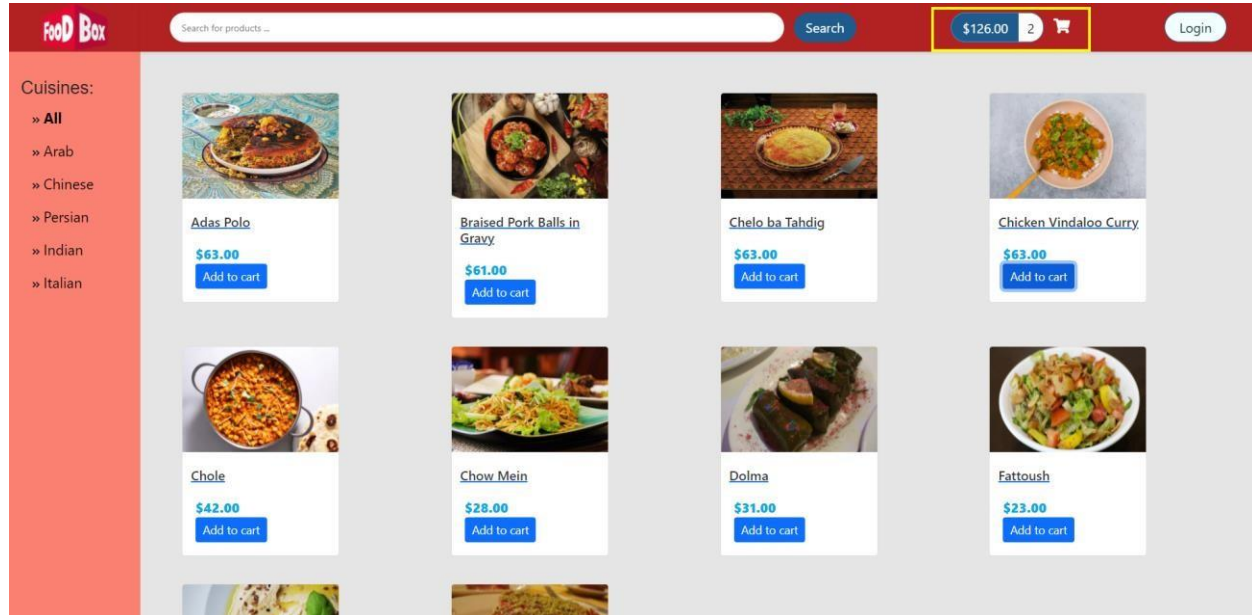 FooD Box
Search for products ...
Search
$126.00 2
Login
Cuisines:
» All
» Arab
» Chinese
» Persian
» Indian
» Italian
Adas Polo
$63.00
Add to cart
Braised Pork Balls in
Gravy
$61.00
Add to cart
Chelo ba Tahdig
$63.00
Add to cart
Chicken Vindaloo Curry
$63.00
Add to cart
Chole
$42.00
Add to cart
Chow Mein
$28.00
Add to cart
Dolma
$31.00
Add to cart
Fattoush
$23.00
Add to cart